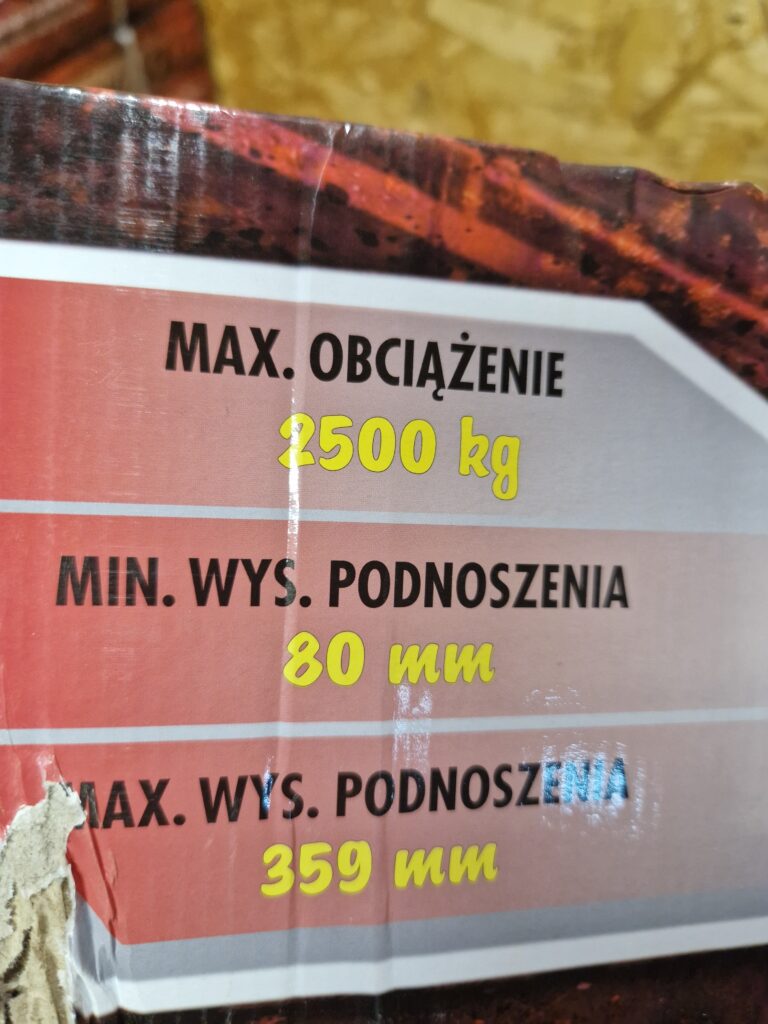 MAX. OBCIĄŻENIE
2500 kg
MIN. WYS. PODNOSZENIA
80 mm
MAX. WYS. PODNOSZENIA
359 mm